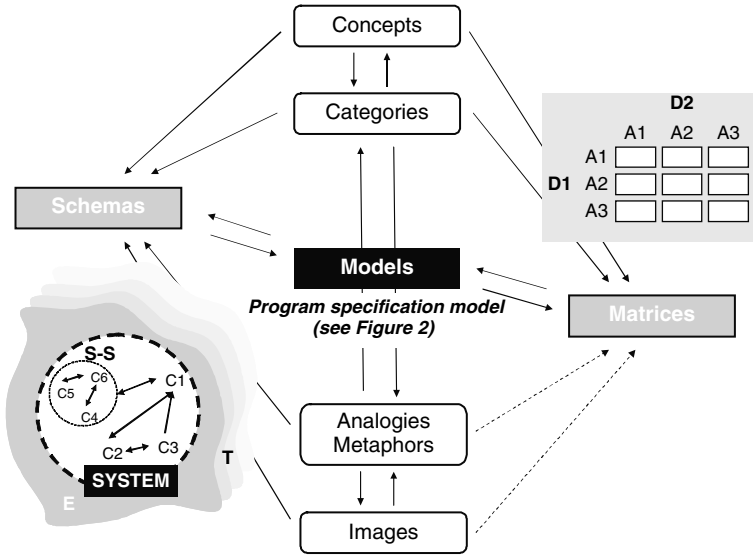 Concepts
Categories
D2
A1 A2 A3
A1
D1 A2
A3
Schemas
Models
Program specification model
(see Figure 2)
Matrices
S-S
C6
C5
C4
C1
C2
C3
SYSTEM
T
E
Analogies
Metaphors
Images